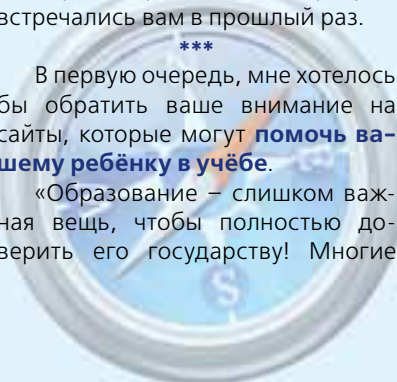 встречались вам в прошлый раз.
***
В первую очередь, мне хотелось
бы обратить ваше внимание на
сайты, которые могут помочь ва-
шему ребёнку в учёбе.
«Образование – слишком важ-
ная вещь, чтобы полностью до-
верить его государству! Многие
S